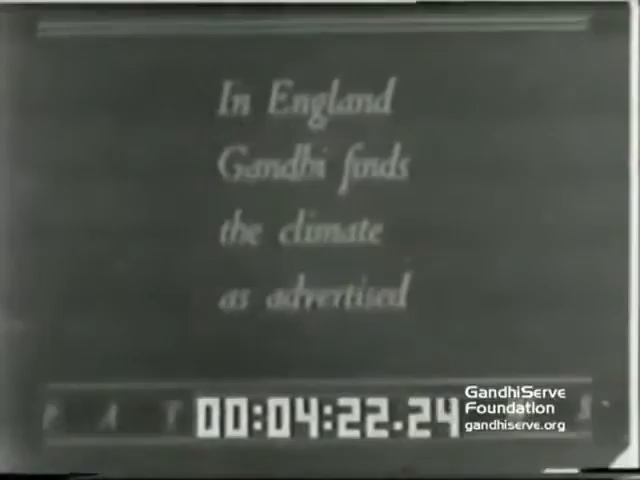 In England
Gandhi finds
the climate
as advertised
P A T
00:04:22.24
GandhiServe
Foundation
gandhiserve.org
S